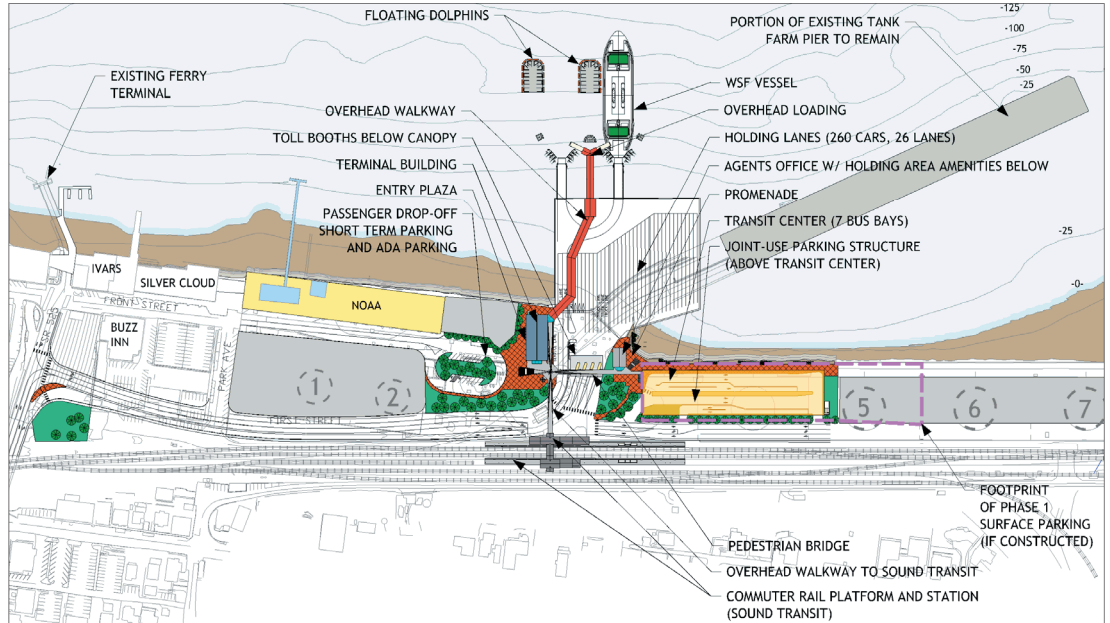 FLOATING DOLPHINS
PORTION OF EXISTING TANK
FARM PIER TO REMAIN
-125
-100
-75
-50
-25
EXISTING FERRY
TERMINAL
WSF VESSEL
OVERHEAD WALKWAY
OVERHEAD LOADING
TOLL BOOTHS BELOW CANOPY
HOLDING LANES (260 CARS, 26 LANES)
TERMINAL BUILDING
AGENTS OFFICE W/ HOLDING AREA AMENITIES BELOW
ENTRY PLAZA
PROMENADE
PASSENGER DROP-OFF
SHORT TERM PARKING
AND ADA PARKING
TRANSIT CENTER (7 BUS BAYS)
JOINT-USE PARKING STRUCTURE
(ABOVE TRANSIT CENTER)
-25
-0-
IVARS
SILVER CLOUD
FRONT STREET
NOAA
BUZZ
INN
PARK AVE
1
2
5
6
7
FIRST STREET
FOOTPRINT
OF PHASE 1
SURFACE PARKING
(IF CONSTRUCTED)
PEDESTRIAN BRIDGE
OVERHEAD WALKWAY TO SOUND TRANSIT
COMMUTER RAIL PLATFORM AND STATION
(SOUND TRANSIT)